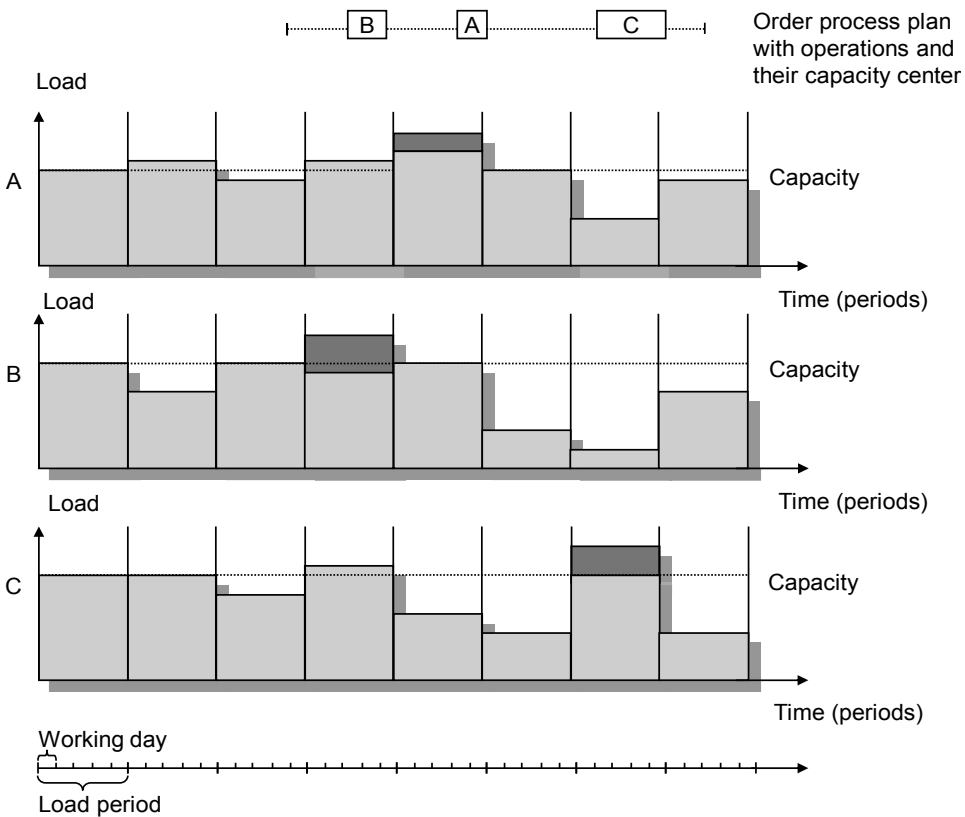 B
A
C
Order process plan
with operations and
their capacity center
Load
A
Capacity
Time (periods)
Load
B
Capacity
Time (periods)
Load
C
Capacity
Time (periods)
Working day
Load period